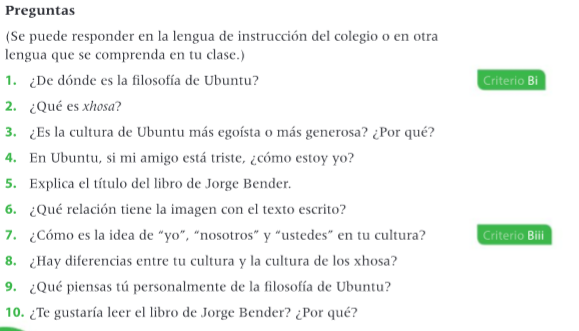 Preguntas
(Se puede responder en la lengua de instrucción del colegio o en otra
lengua que se comprenda en tu clase.)
1. ¿De dónde es la filosofía de Ubuntu?
Criterio Bi
2. ¿Qué es xhosa?
3. ¿Es la cultura de Ubuntu más egoísta o más generosa? ¿Por qué?
4. En Ubuntu, si mi amigo está triste, ¿cómo estoy yo?
5. Explica el título del libro de Jorge Bender.
6. ¿Qué relación tiene la imagen con el texto escrito?
7. ¿Cómo es la idea de “yo”, “nosotros” y “ustedes” en tu cultura?
Criterio Biii
8. ¿Hay diferencias entre tu cultura y la cultura de los xhosa?
9. ¿Qué piensas tú personalmente de la filosofía de Ubuntu?
10. ¿Te gustaría leer el libro de Jorge Bender? ¿Por qué?